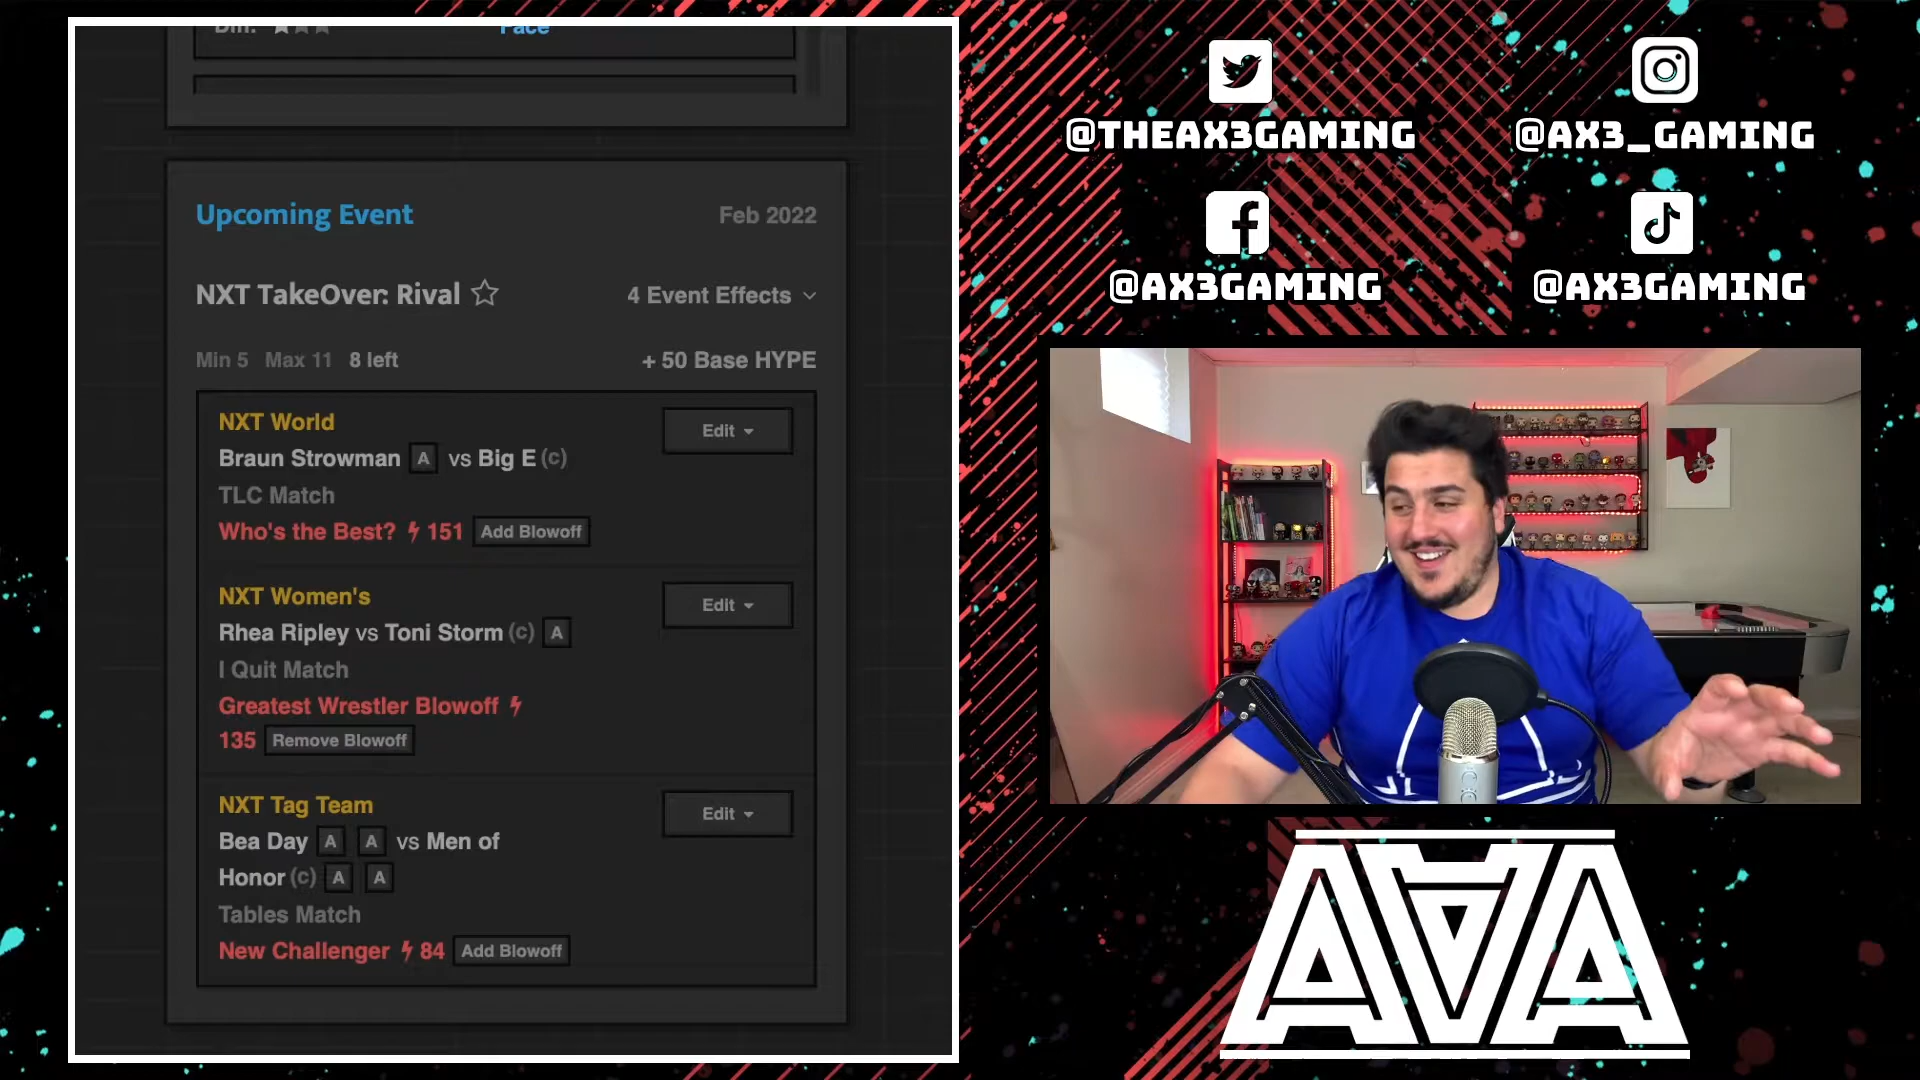 Diff:
Face
Upcoming Event
Feb 2022
NXT TakeOver: Rival
4 Event Effects
Min 5 Max 11 8 left
+ 50 Base HYPE
NXT World
Edit
Braun Strowman A vs Big E (c)
TLC Match
Who's the Best? 151 Add Blowoff
NXT Women's
Edit
Rhea Ripley vs Toni Storm (c) A
I Quit Match
Greatest Wrestler Blowoff
135 Remove Blowoff
NXT Tag Team
Edit
Bea Day A A vs Men of
Honor (c) A A
Tables Match
New Challenger 84 Add Blowoff
@THEAX3GAMING
@AX3_GAMING
@AX3GAMING
@AX3GAMING